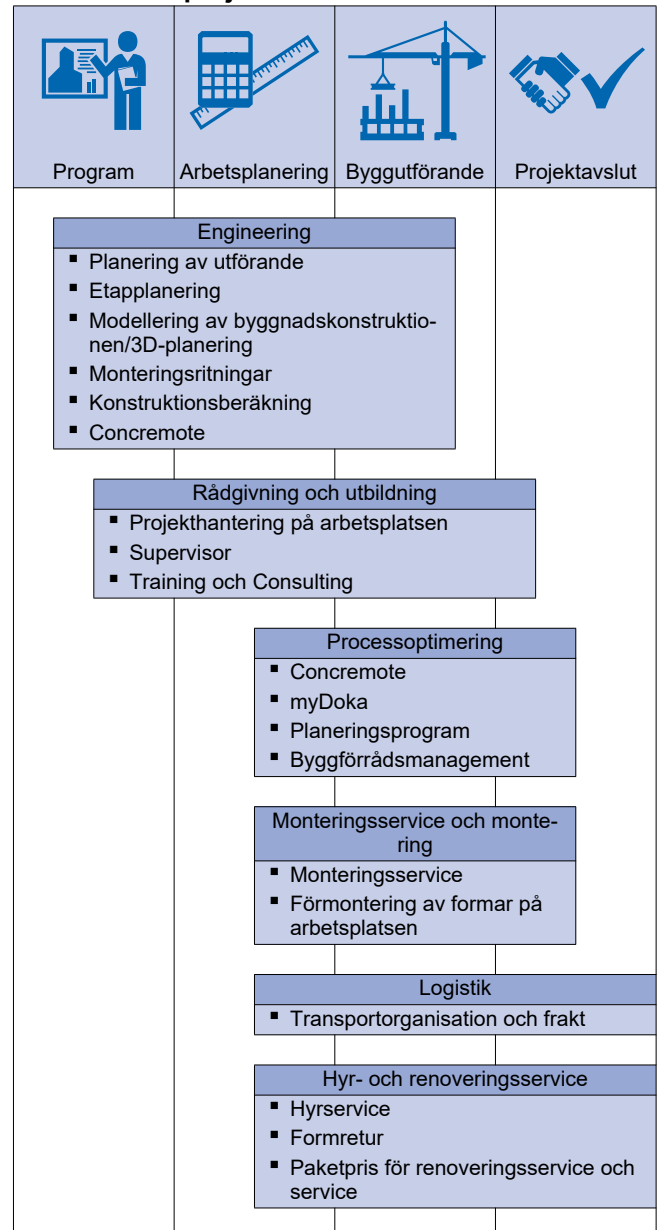 Program
Arbetsplanering
Byggutförande
Projektavslut
Engineering
▪ Planering av utförande
▪ Etapplanering
▪ Modellering av byggnadskonstruktio-
nen/3D-planering
▪ Monteringsritningar
▪ Konstruktionsberäkning
▪ Concremote
Rådgivning och utbildning
▪ Projekthantering på arbetsplatsen
▪ Supervisor
▪ Training och Consulting
Processoptimering
▪ Concremote
▪ myDoka
▪ Planeringsprogram
▪ Byggförrådsmanagement
Monteringsservice och monte-
ring
▪ Monteringsservice
▪ Förmontering av formar på
arbetsplatsen
Logistik
▪ Transportorganisation och frakt
Hyr- och renoveringsservice
▪ Hyrservice
▪ Formretur
▪ Paketpris för renoveringsservice och
service